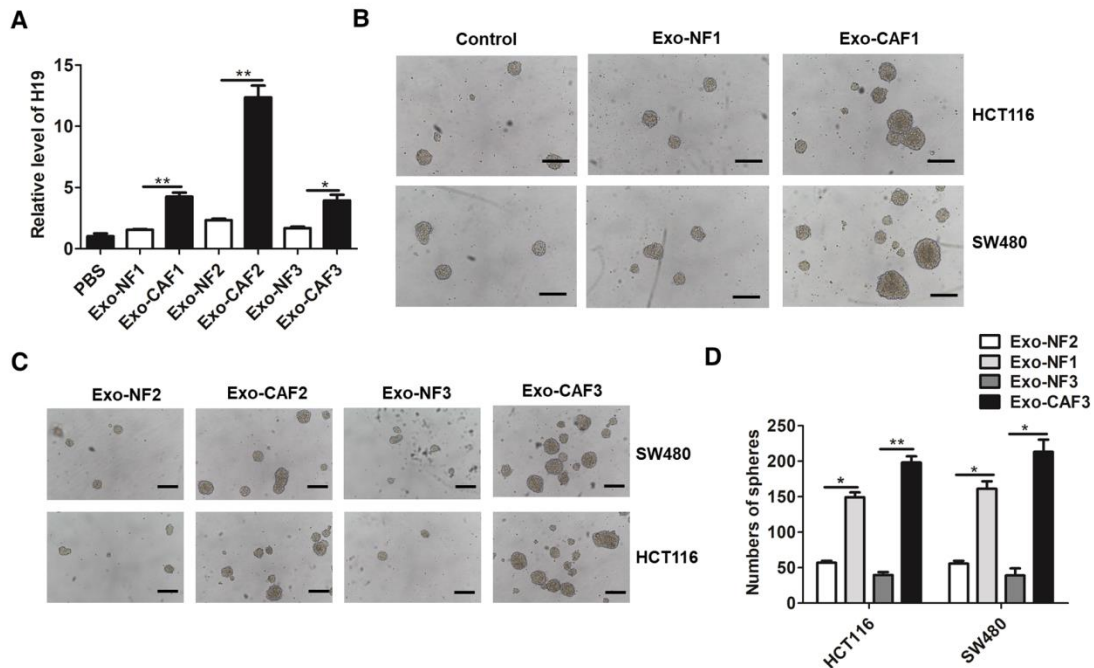 A
Relative level of H19
15
10
5
0
** ** *
PBS
Exo-NF1
Exo-CAF1
Exo-NF2
Exo-CAF2
Exo-NF3
Exo-CAF3
B
Control Exo-NF1 Exo-CAF1
HCT116
SW480
C
Exo-NF2 Exo-CAF2 Exo-NF3 Exo-CAF3
SW480
HCT116
D
Exo-NF2
Exo-NF1
Exo-NF3
Exo-CAF3
Numbers of spheres
250
200
150
100
50
0
* ** * *
HCT116
SW480